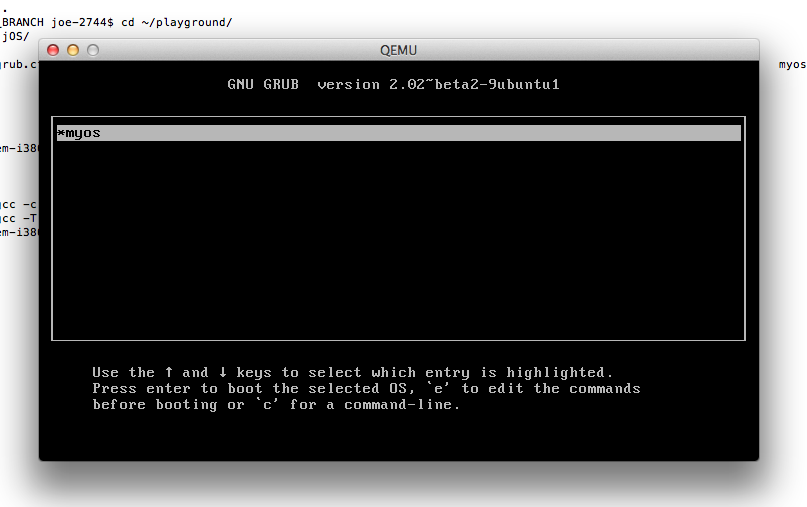 .
_BRANCH joe-2744$ cd ~/playground/
jOS/
QEMU
grub.c
myos
GNU GRUB version 2.02~beta2-9ubuntu1
*myos
em-i38
gcc -c
gcc -T
em-i38
Use the ↑ and ↓ keys to select which entry is highlighted.
Press enter to boot the selected OS, `e' to edit the commands
before booting or `c' for a command-line.